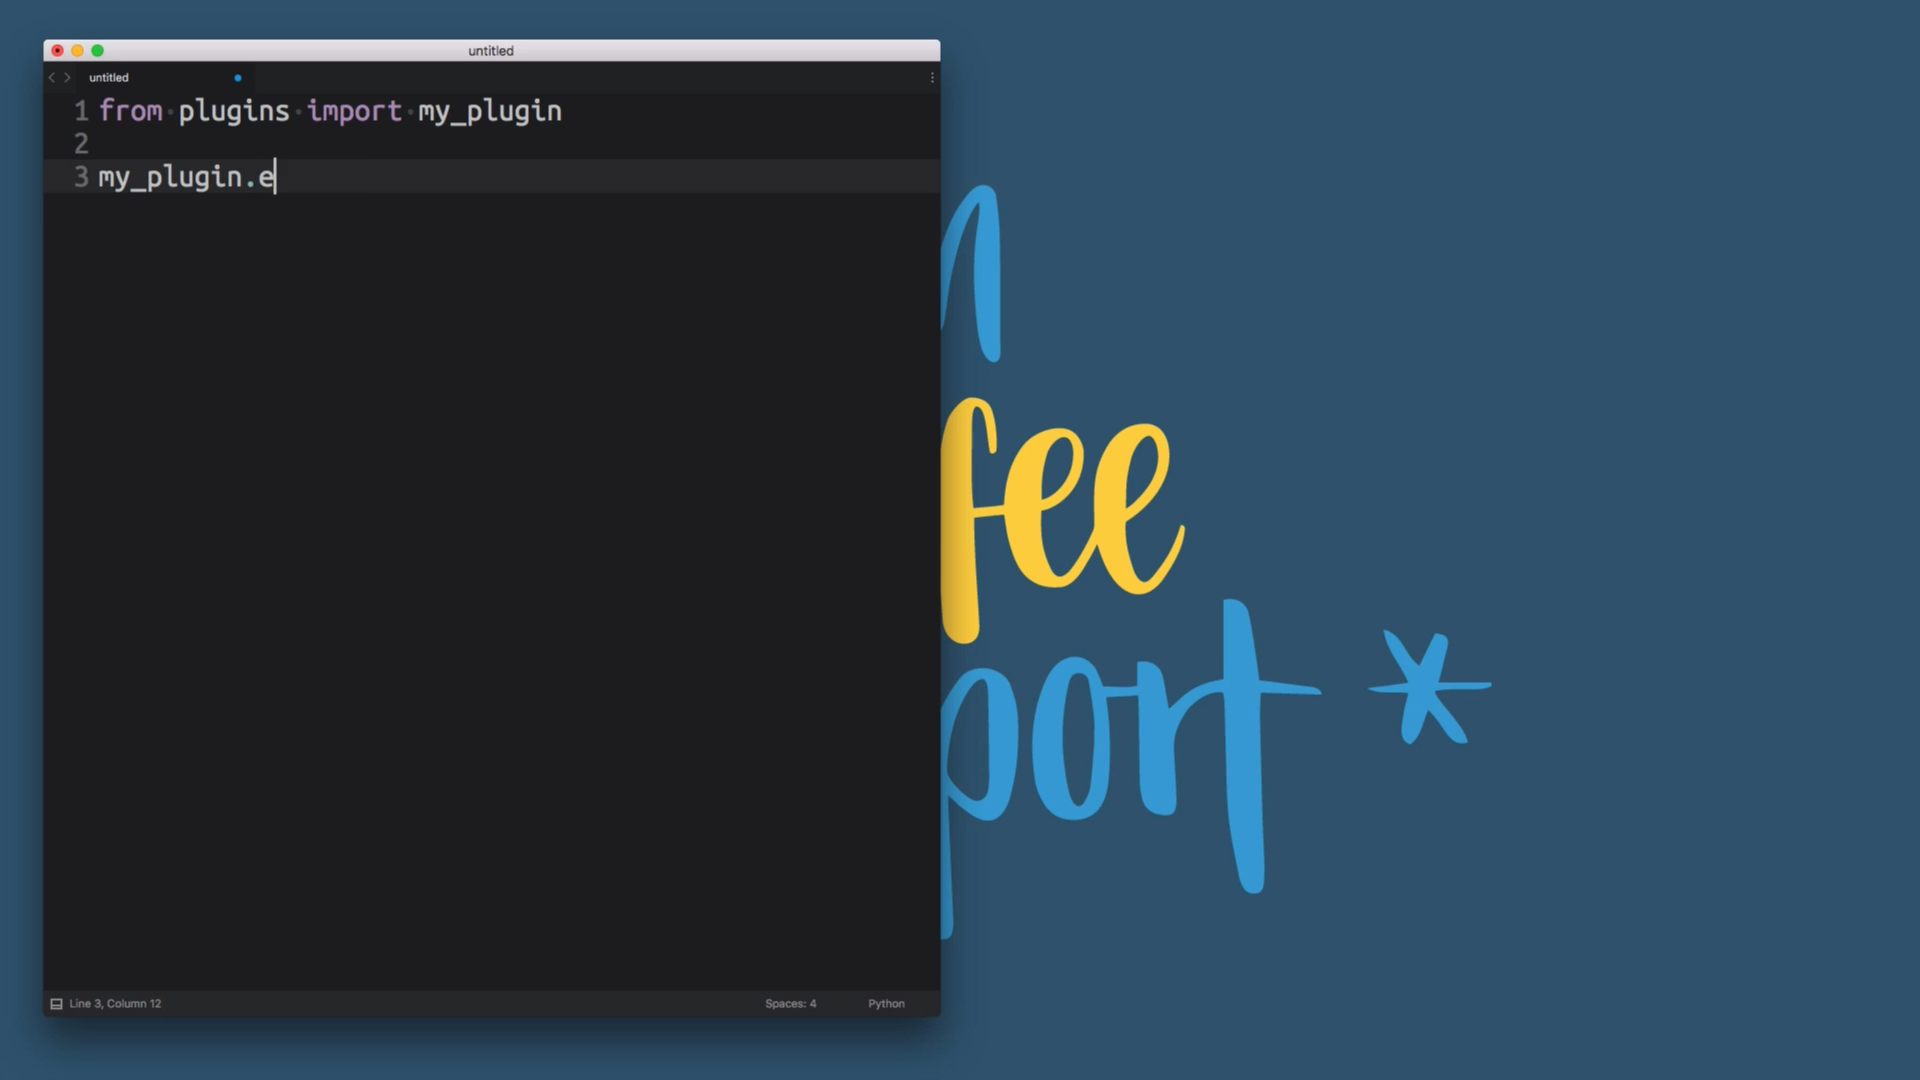 untitled
untitled
1 from plugins import my_plugin
2
3 my_plugin.e
fee
port *
Line 3, Column 12 Spaces: 4 Python